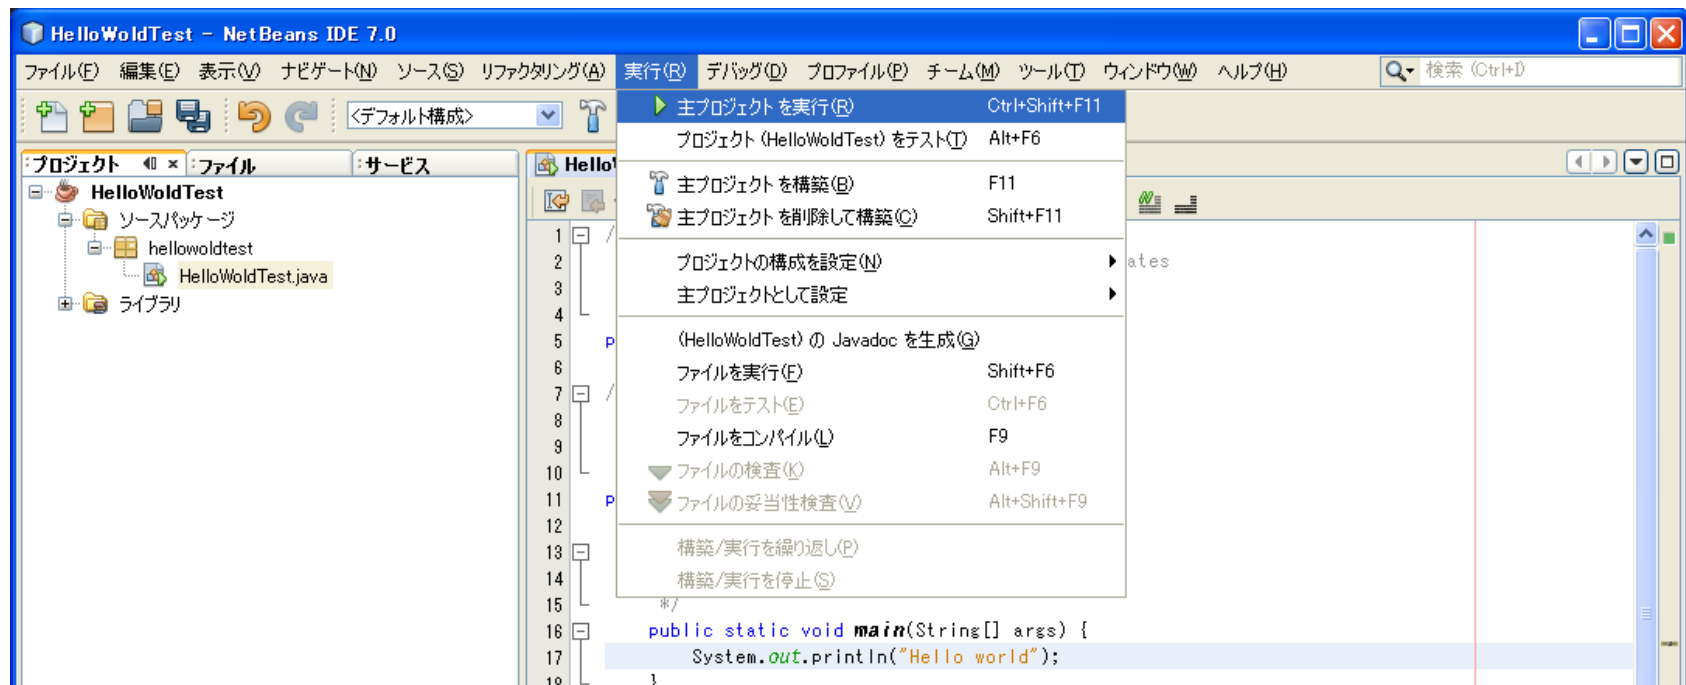 HelloWoldTest - NetBeans IDE 7.0
ファイル(F) 編集(E) 表示(V) ナビゲート(N) ソース(S) リファクタリング(A) 実行(R) デバッグ(D) プロファイル(P) チーム(M) ツール(T) ウィンドウ(W) ヘルプ(H) 検索 (Ctrl+I)
<デフォルト構成>
主プロジェクトを実行(R) Ctrl+Shift+F11
プロジェクト (HelloWoldTest) をテスト(T) Alt+F6
主プロジェクトを構築(B) F11
主プロジェクトを削除して構築(C) Shift+F11
プロジェクトの構成を設定(N)
主プロジェクトとして設定
(HelloWoldTest) の Javadoc を生成(G)
ファイルを実行(F) Shift+F6
ファイルをテスト(E) Ctrl+F6
ファイルをコンパイル(L) F9
ファイルの検査(K) Alt+F9
ファイルの妥当性検査(V) Alt+Shift+F9
構築/実行を繰り返し(P)
構築/実行を停止(S)
プロジェクト ファイル サービス
HelloWoldTest
ソースパッケージ
hellowoldtest
HelloWoldTest.java
ライブラリ
Hello
1 /
2 ates
3
4
5 p
6
7 /
8
9
10
11 p
12
13
14
15 */
16 public static void main(String[] args) {
17 System.out.println("Hello world");
18 }